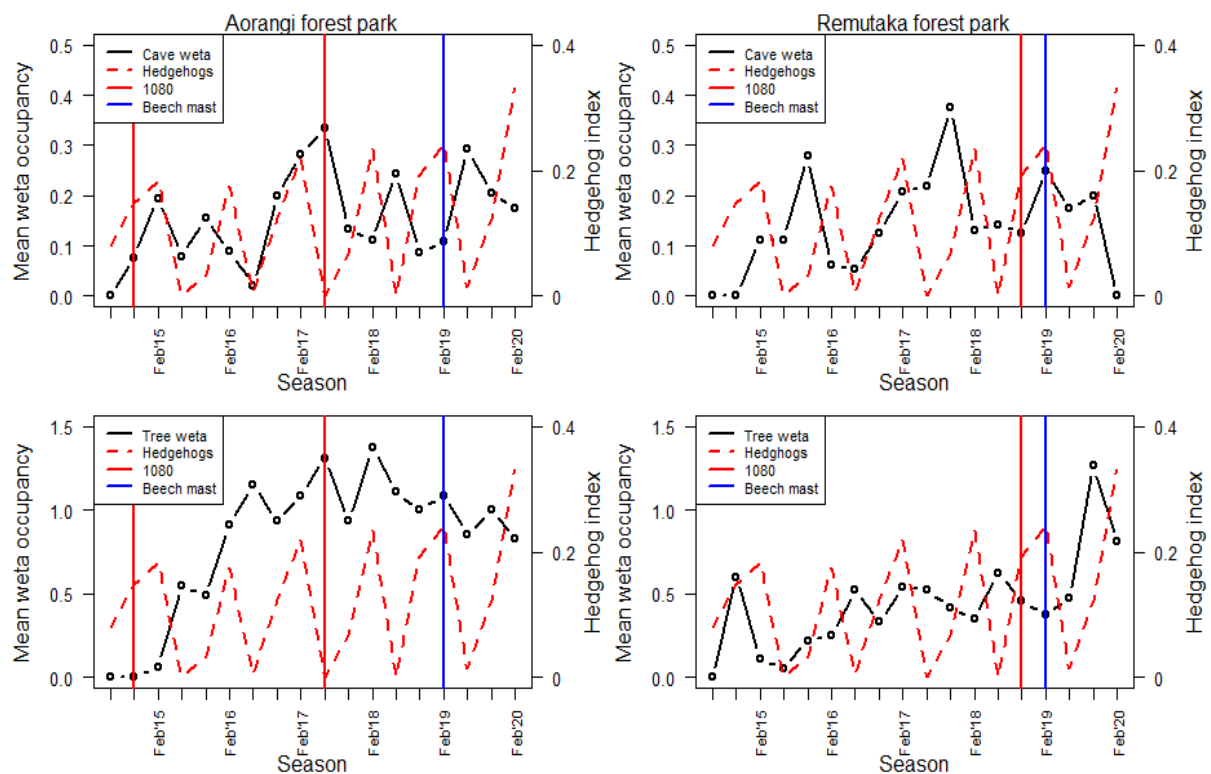 Aorangi forest park
Mean weta occupancy
0.5
0.4
0.3
0.2
0.1
0.0
Cave weta
Hedgehogs
1080
Beech mast
0.4
0.2
0
Hedgehog index
Feb'15
Feb'16
Feb'17
Feb'18
Feb'19
Feb'20
Season
Remutaka forest park
Mean weta occupancy
0.5
0.4
0.3
0.2
0.1
0.0
Cave weta
Hedgehogs
1080
Beech mast
0.4
0.2
0
Hedgehog index
Feb'15
Feb'16
Feb'17
Feb'18
Feb'19
Feb'20
Season
Mean weta occupancy
1.5
1.0
0.5
0.0
Tree weta
Hedgehogs
1080
Beech mast
0.4
0.2
0
Hedgehog index
Feb'15
Feb'16
Feb'17
Feb'18
Feb'19
Feb'20
Season
Mean weta occupancy
1.5
1.0
0.5
0.0
Tree weta
Hedghogs
1080
Beech mast
0.4
0.2
0
Hedgehog index
Feb'15
Feb'16
Feb'17
Feb'18
Feb'19
Feb'20
Season